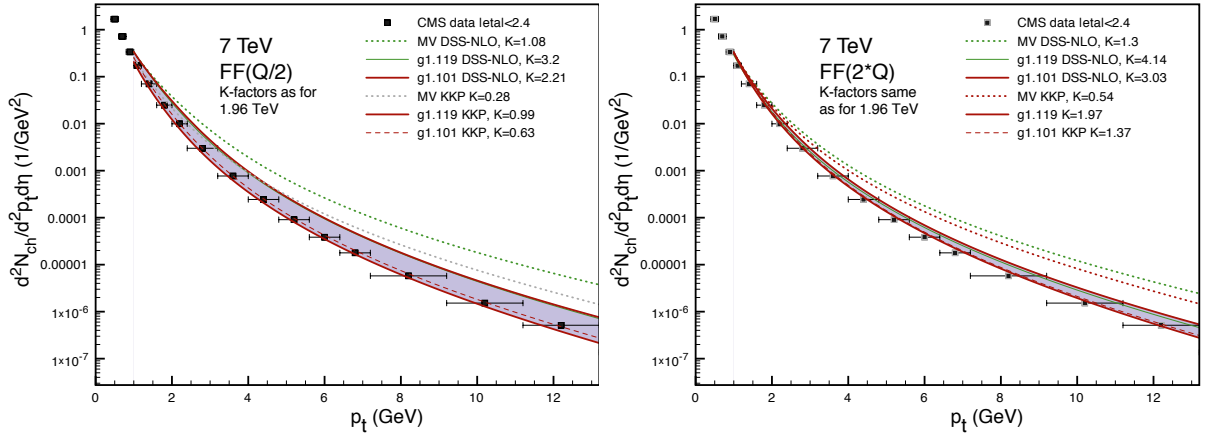 7 TeV
FF(Q/2)
K-factors as for
1.96 TeV
CMS data letal<2.4
MV DSS-NLO, K=1.08
g1.119 DSS-NLO, K=3.2
g1.101 DSS-NLO, K=2.21
MV KKP K=0.28
g1.119 KKP, K=0.99
g1.101 KKP, K=0.63
d²N_ch/d²p_tdη (1/GeV²)
1
0.1
0.01
0.001
0.0001
0.00001
1×10⁻⁶
1×10⁻⁷
0 2 4 6 8 10 12
p_t (GeV)
7 TeV
FF(2*Q)
K-factors same
as for 1.96 TeV
CMS data letal<2.4
MV DSS-NLO, K=1.3
g1.119 DSS-NLO, K=4.14
g1.101 DSS-NLO, K=3.03
MV KKP, K=0.54
g1.119 K=1.97
g1.101 KKP K=1.37
d²N_ch/d²p_tdη (1/GeV²)
1
0.1
0.01
0.001
0.0001
0.00001
1×10⁻⁶
1×10⁻⁷
0 2 4 6 8 10 12
p_t (GeV)